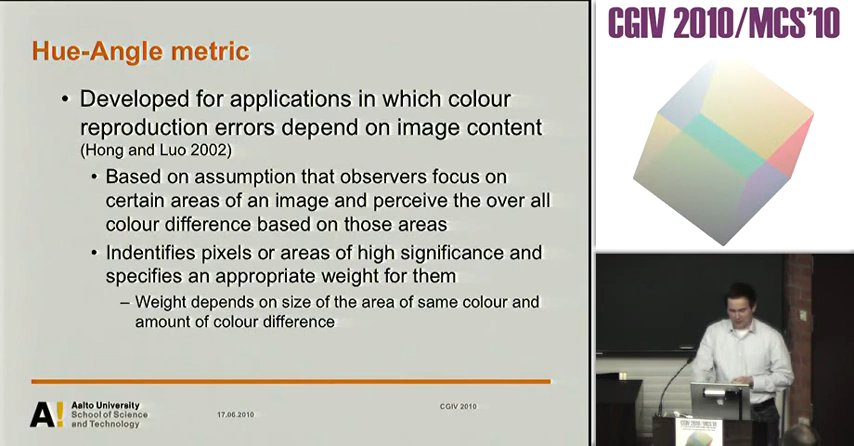 Hue-Angle metric
• Developed for applications in which colour
reproduction errors depend on image content
(Hong and Luo 2002)
• Based on assumption that observers focus on
certain areas of an image and perceive the over all
colour difference based on those areas
• Indentifies pixels or areas of high significance and
specifies an appropriate weight for them
– Weight depends on size of the area of same colour and
amount of colour difference
A!
Aalto University
School of Science
and Technology
17.06.2010
CGIV 2010
CGIV 2010/MCS'10
CGIV 2010/MCS'10